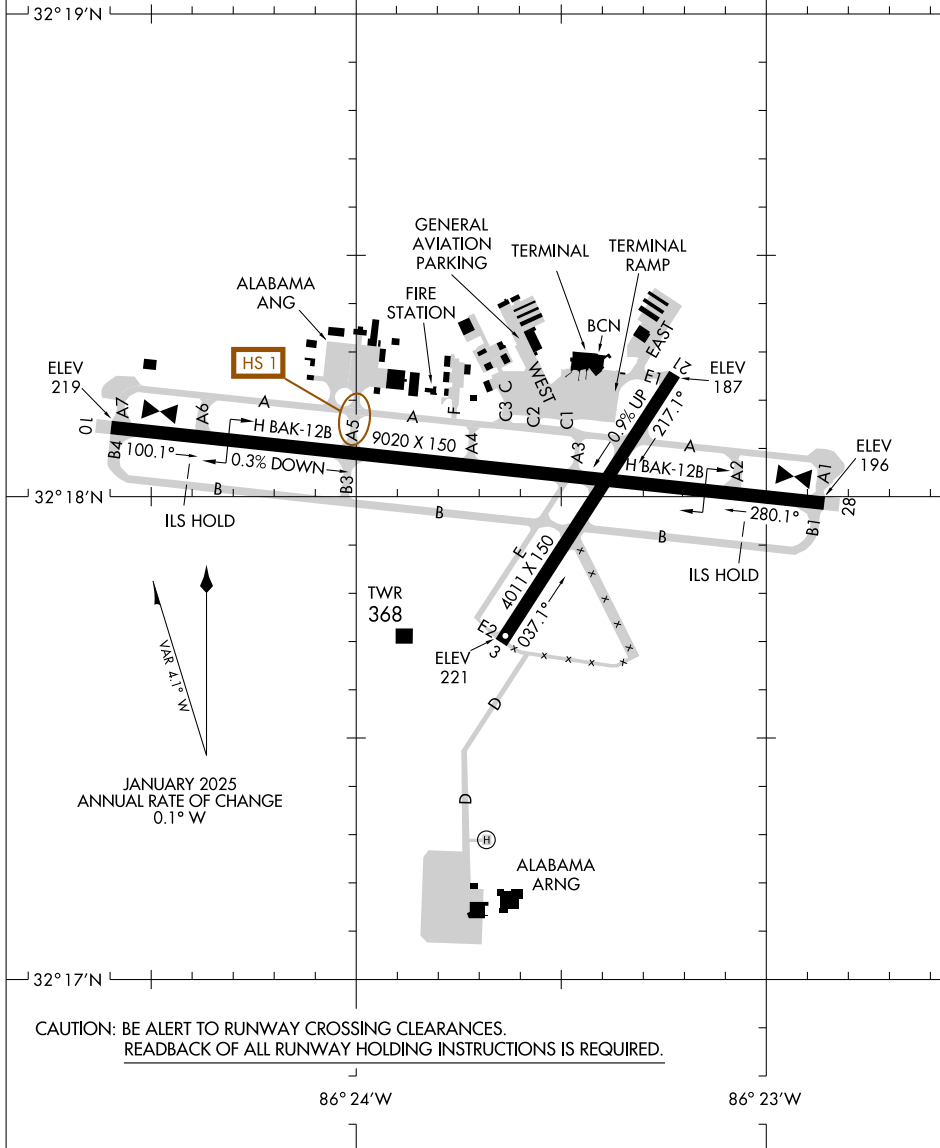 32° 19'N
GENERAL
AVIATION
PARKING
TERMINAL
TERMINAL
RAMP
ALABAMA
ANG
FIRE
STATION
BCN
HS 1
ELEV
219
WEST
EAST
E1
21
ELEV
187
A7
A6
A
A5
A
F
C3
C
C2
C1
0.9% UP
217.1°
A
10
H BAK-12B
9020 X 150
A4
A3
H BAK-12B
A2
A1
ELEV
196
B4
100.1°
0.3% DOWN
B3
32° 18'N
B
B
280.1°
28
B1
ILS HOLD
B
ILS HOLD
E
4011 X 150
037.1°
E2
3
TWR
368
ELEV
221
VAR 4.1° W
D
JANUARY 2025
ANNUAL RATE OF CHANGE
0.1° W
D
H
ALABAMA
ARNG
32° 17'N
CAUTION: BE ALERT TO RUNWAY CROSSING CLEARANCES.
READBACK OF ALL RUNWAY HOLDING INSTRUCTIONS IS REQUIRED.
86° 24'W
86° 23'W